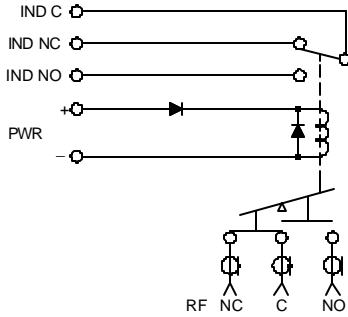 IND C
IND NC
IND NO
+
PWR
−
RF NC C NO